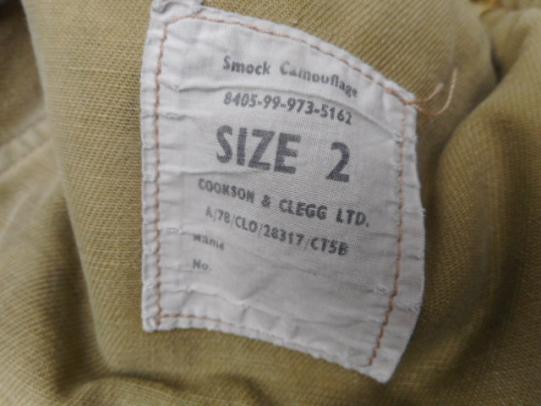 Smock Camouflage
8405-99-973-5162
SIZE 2
COOKSON & CLEGG LTD.
A/78/CLO/28317/CT5B
Name
No.